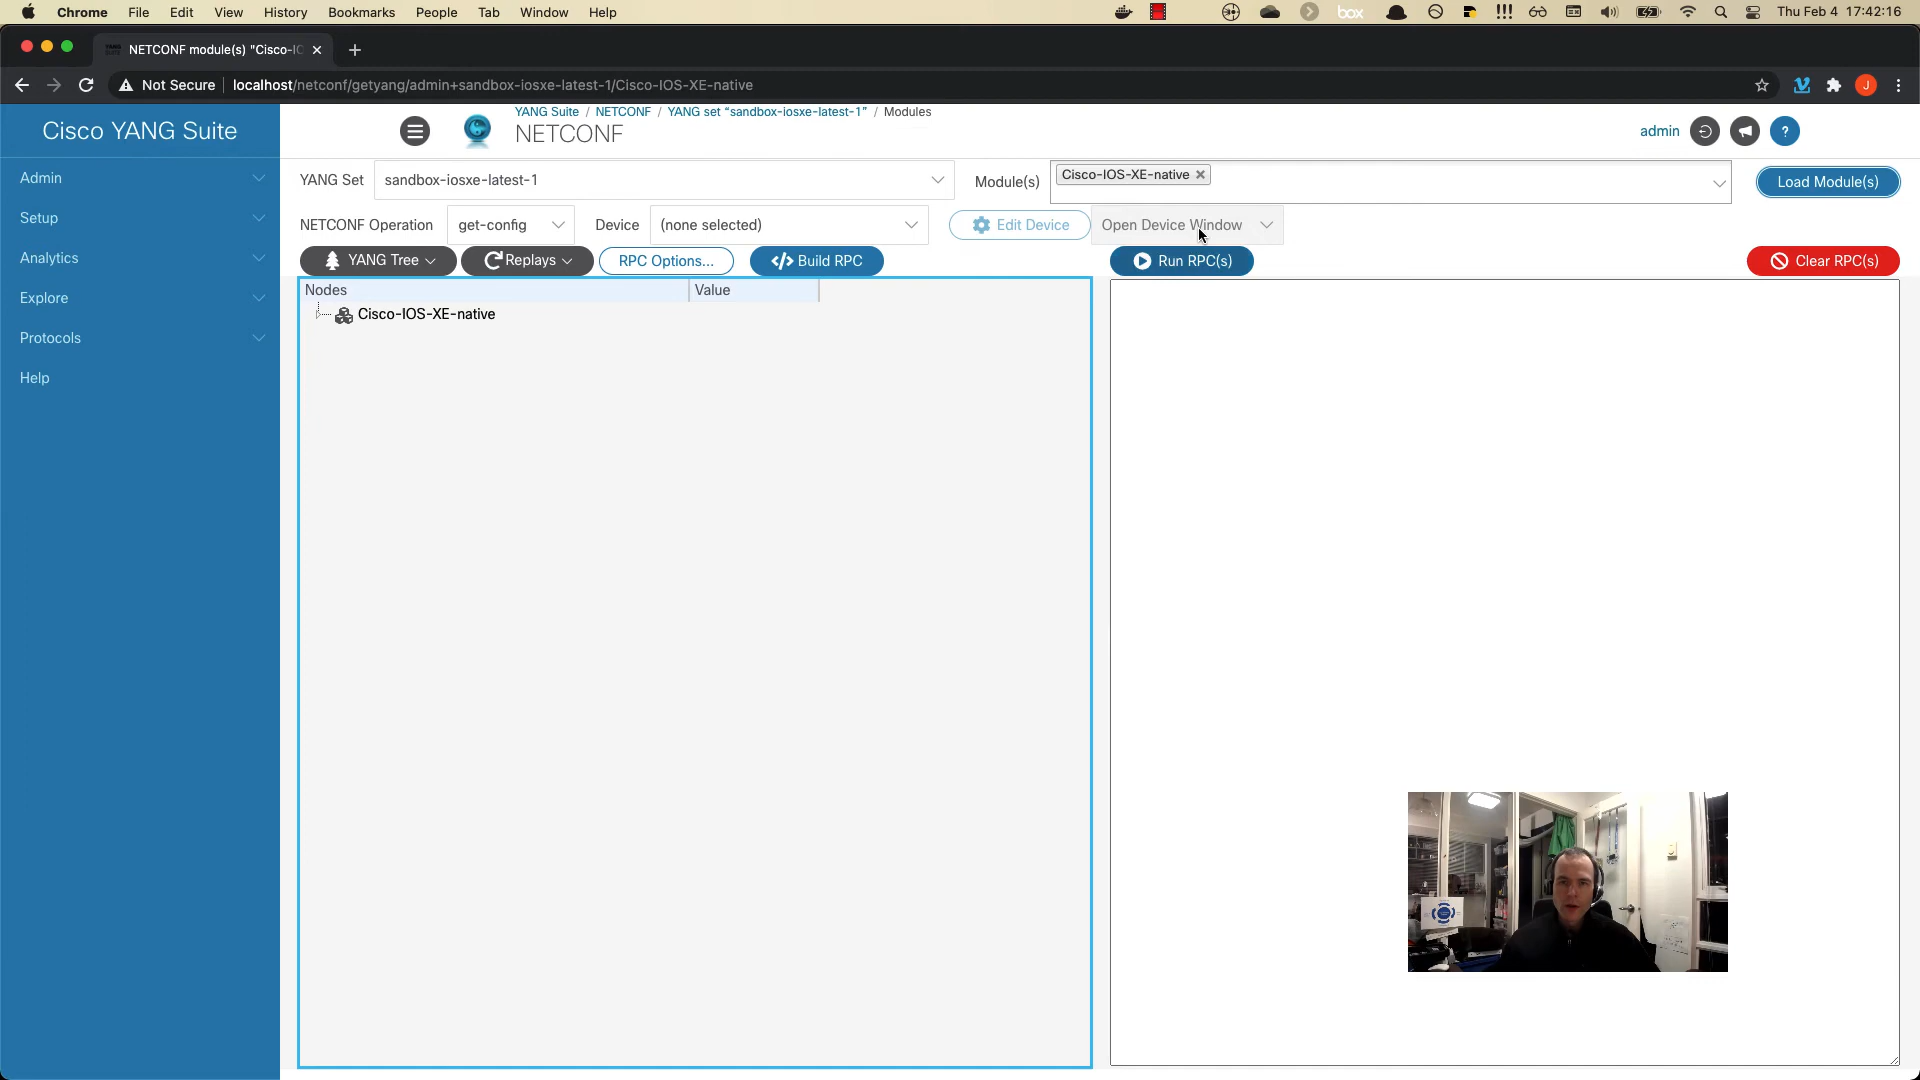 Chrome File Edit View History Bookmarks People Tab Window Help box Thu Feb 4 17:42:16
NETCONF module(s) "Cisco-IO
Not Secure localhost/netconf/getyang/admin+sandbox-iosxe-latest-1/Cisco-IOS-XE-native J
Cisco YANG Suite
Admin
Setup
Analytics
Explore
Protocols
Help
YANG Suite / NETCONF / YANG set "sandbox-iosxe-latest-1" / Modules
NETCONF
admin ?
YANG Set sandbox-iosxe-latest-1 Module(s) Cisco-IOS-XE-native Load Module(s)
NETCONF Operation get-config Device (none selected) Edit Device Open Device Window
YANG Tree Replays RPC Options... </> Build RPC Run RPC(s) Clear RPC(s)
Nodes Value
Cisco-IOS-XE-native